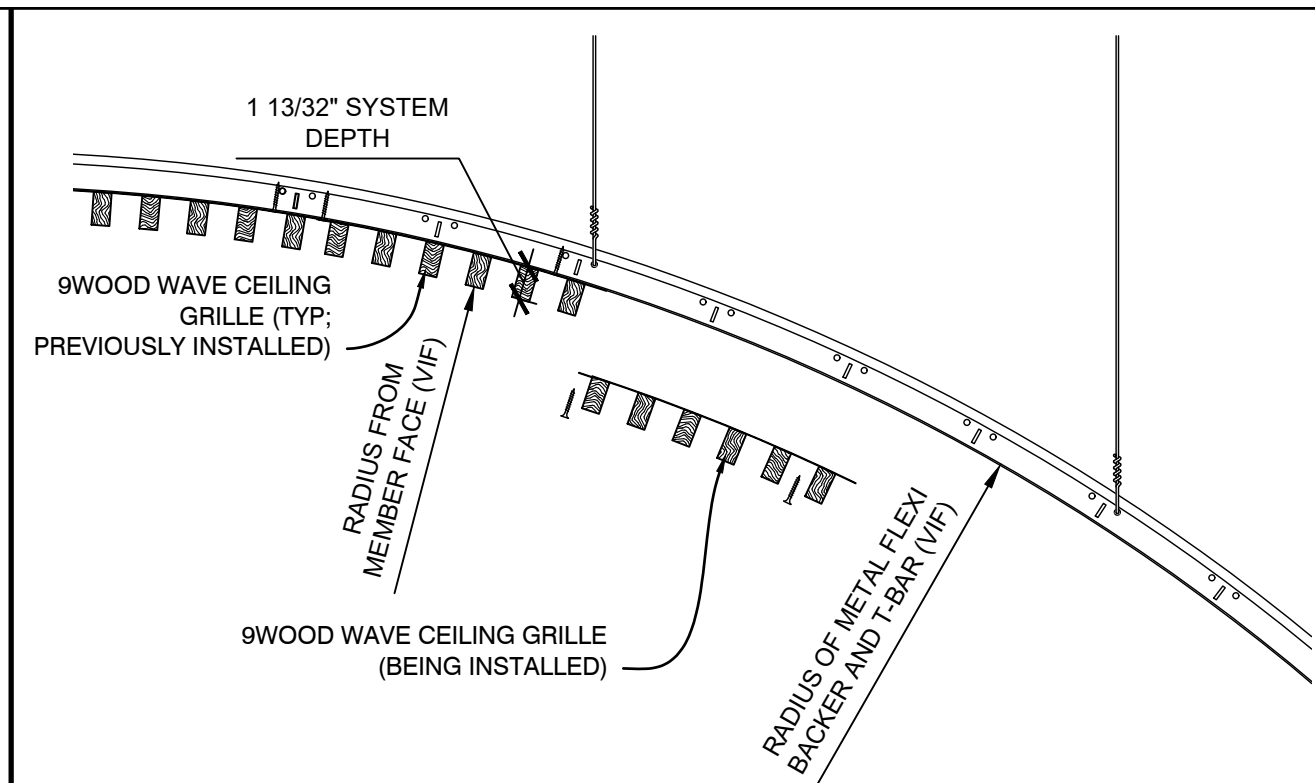 1 13/32" SYSTEM
DEPTH
9WOOD WAVE CEILING
GRILLE (TYP;
PREVIOUSLY INSTALLED)
RADIUS FROM
MEMBER FACE (VIF)
9WOOD WAVE CEILING GRILLE
(BEING INSTALLED)
RADIUS OF METAL FLEXI
BACKER AND T-BAR (VIF)